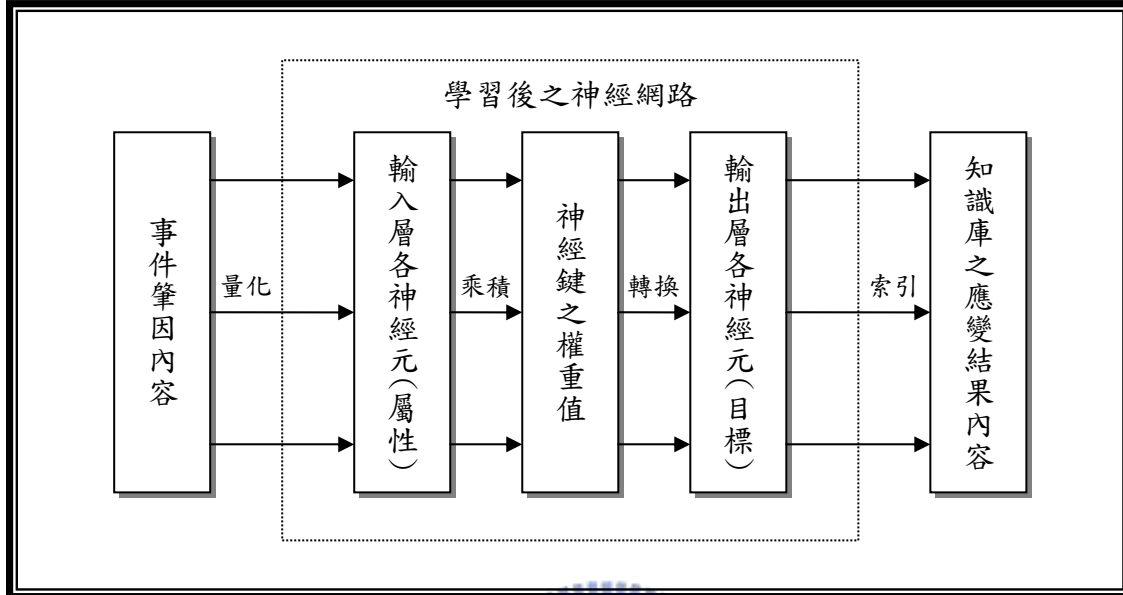 學習後之神經網路
事件肇因內容
量化
輸入層各神經元(屬性)
乘積
神經鍵之權重值
轉換
輸出層各神經元(目標)
索引
知識庫之應變結果內容